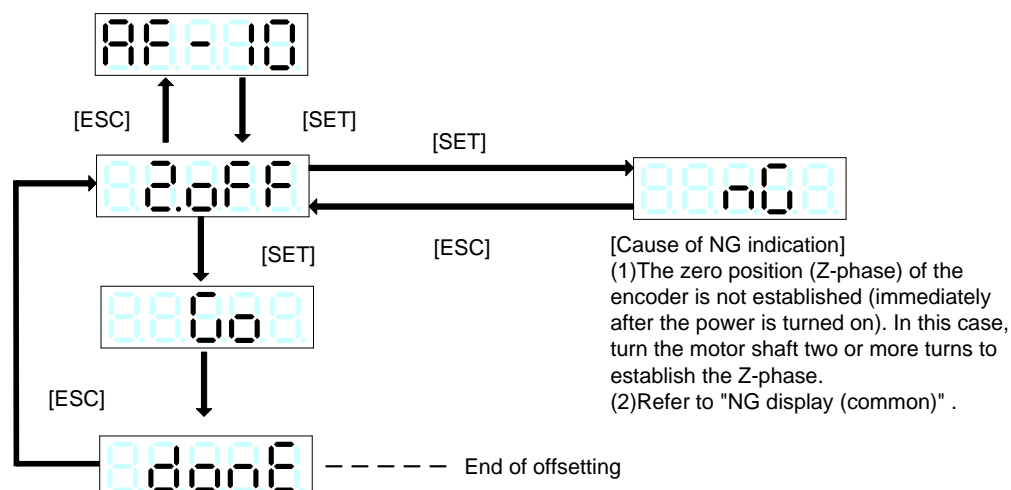 AF-10
[ESC]
[SET]
[SET]
2.oFF
nG
[ESC]
[SET]
[Cause of NG indication]
(1)The zero position (Z-phase) of the
encoder is not established (immediately
after the power is turned on). In this case,
turn the motor shaft two or more turns to
establish the Z-phase.
(2)Refer to "NG display (common)" .
Go
[ESC]
donE
End of offsetting